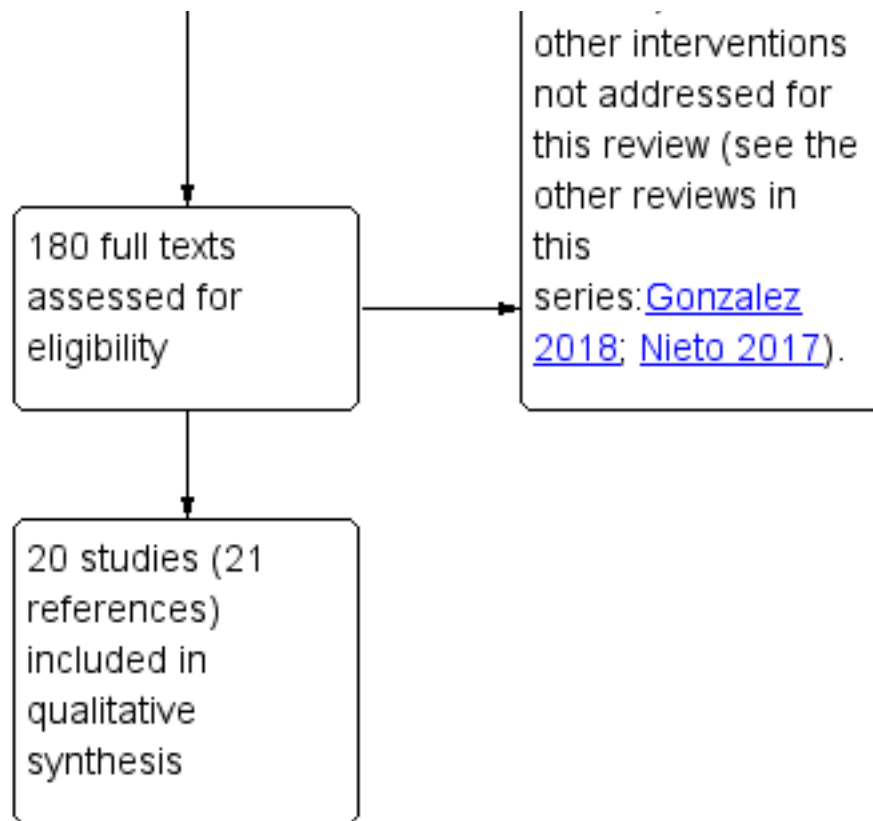 other interventions
not addressed for
this review (see the
other reviews in
this
series:Gonzalez
2018; Nieto 2017).
180 full texts
assessed for
eligibility
20 studies (21
references)
included in
qualitative
synthesis